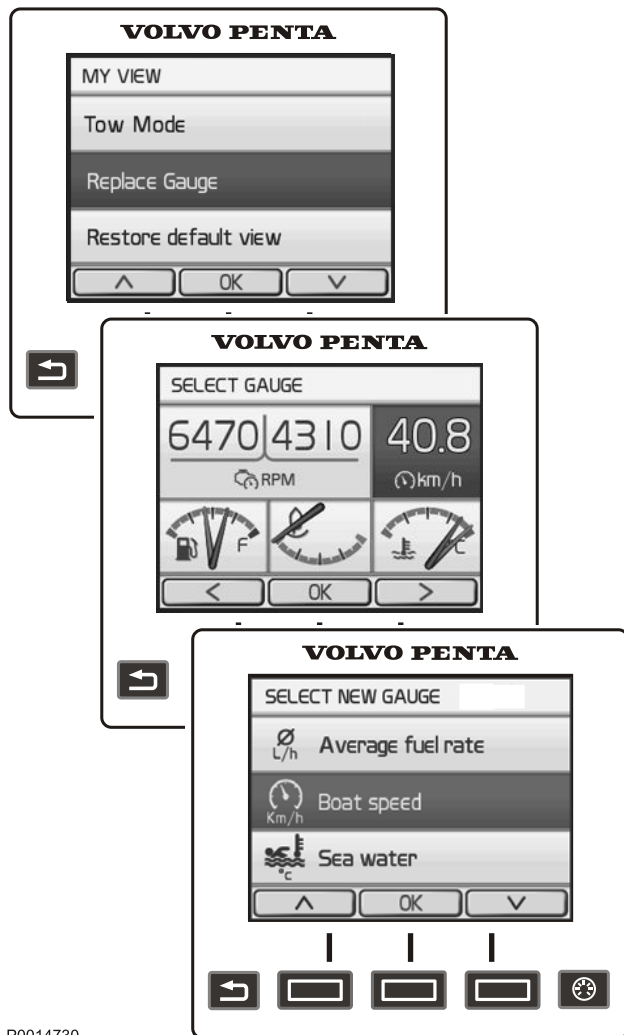 VOLVO PENTA
MY VIEW
Tow Mode
Replace Gauge
Restore default view
OK
VOLVO PENTA
SELECT GAUGE
6470 4310 40.8
RPM km/h
F C
OK
VOLVO PENTA
SELECT NEW GAUGE
Ø L/h Average fuel rate
Km/h Boat speed
°c Sea water
OK
P0014730